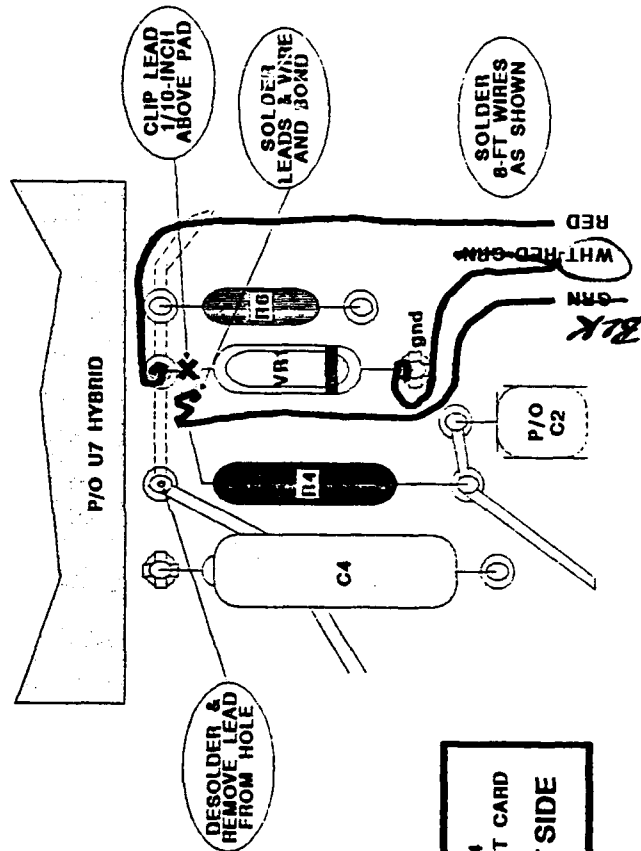 P/O U7 HYBRID
CLIP LEAD
1/10-INCH
ABOVE PAD
SOLDER
LEADS & WIRE
AND BOND
SOLDER
8-FT WIRES
AS SHOWN
RED
WHT-RED-GRN
GRN
BLK
R6
VR1
gnd
R4
P/O
C2
C4
DESOLDER &
REMOVE LEAD
FROM HOLE
T CARD
SIDE